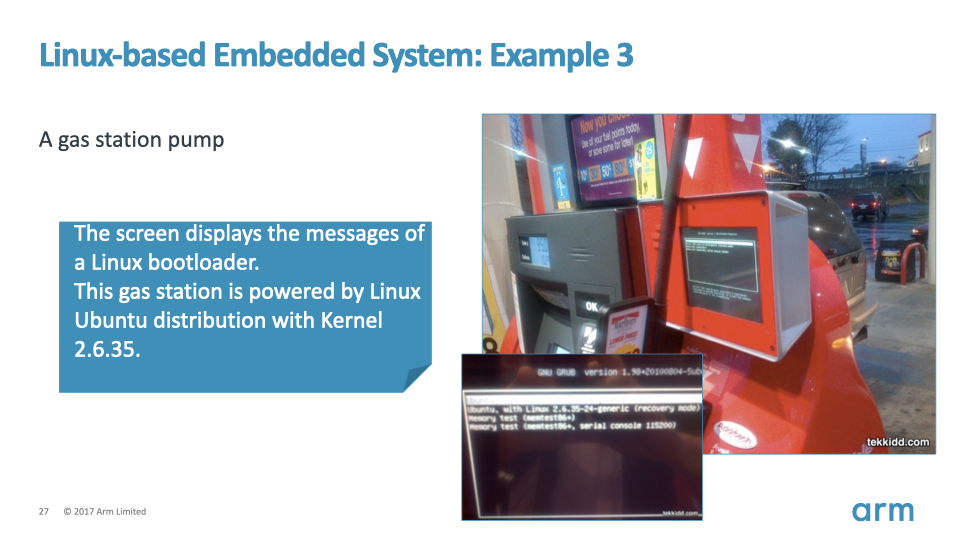 Linux-based Embedded System: Example 3
A gas station pump
The screen displays the messages of
a Linux bootloader.
This gas station is powered by Linux
Ubuntu distribution with Kernel
2.6.35.
Now you choose
Use all your fuel points today,
or save some for later!
10¢
50¢
OK
GNU GRUB version 1.98+20100804-5ub
Ubuntu, with Linux 2.6.35-24-generic (recovery mode)
Memory test (memtest86+)
Memory test (memtest86+, serial console 115200)
tekkidd.com
tekkidd.com
27 © 2017 Arm Limited
arm